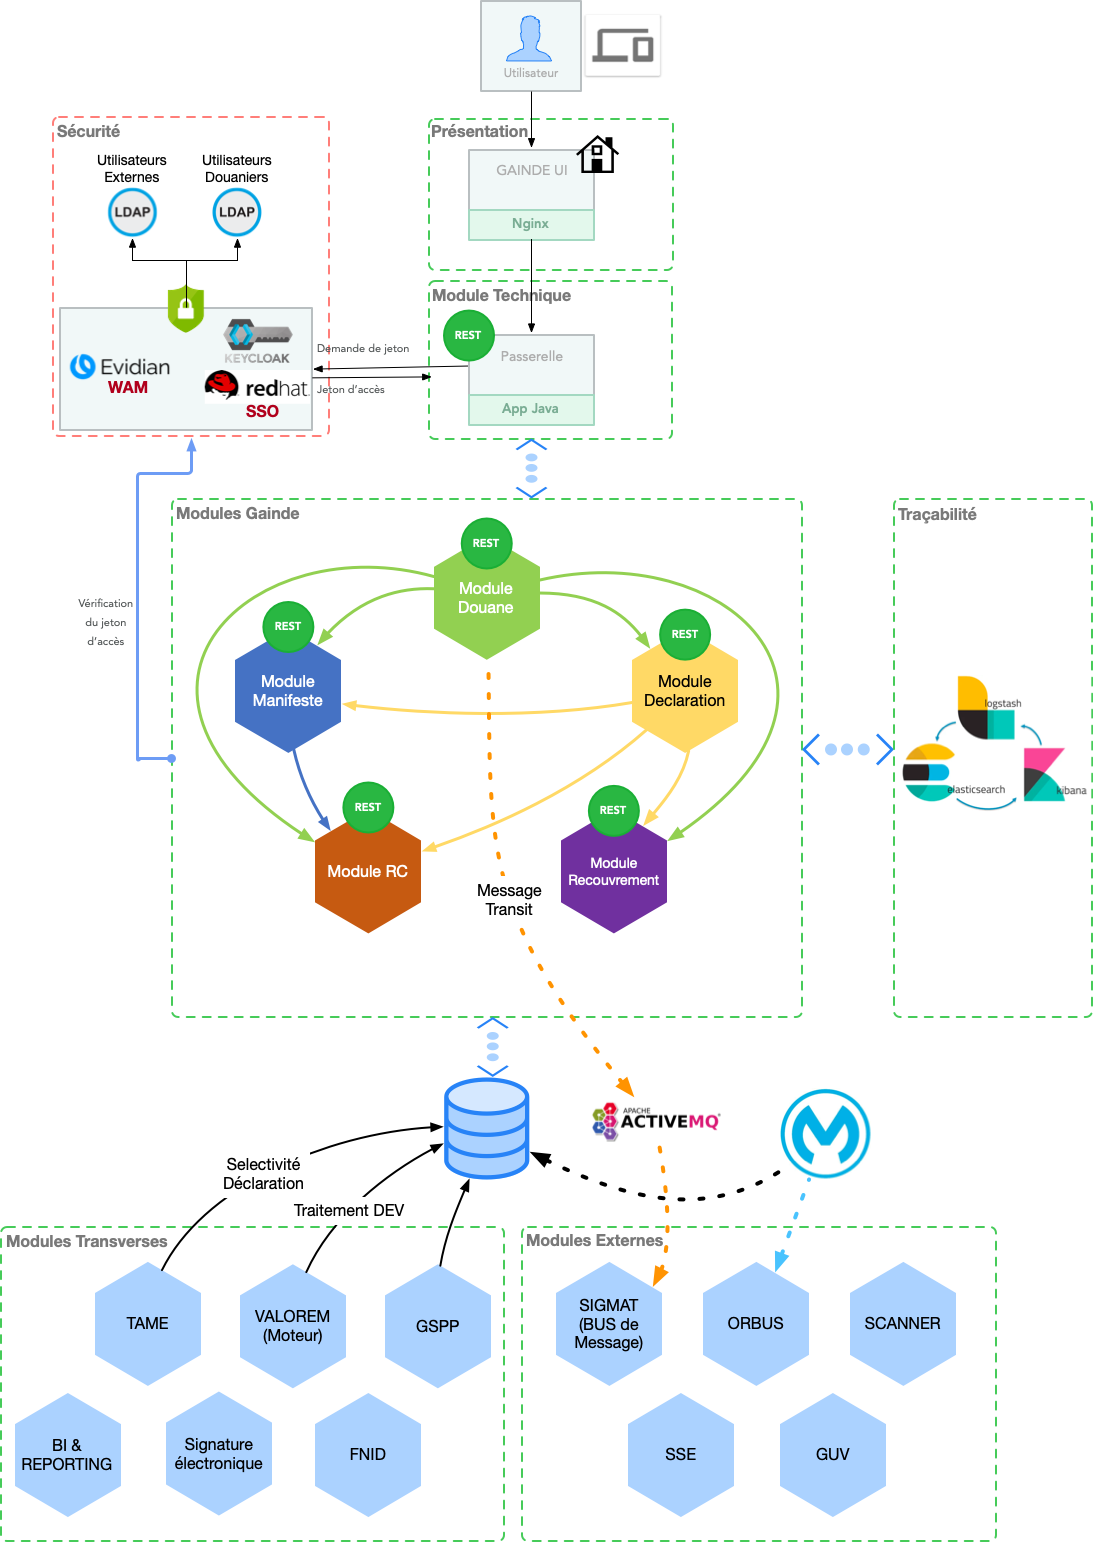 Utilisateur
Sécurité
Utilisateurs
Externes
Utilisateurs
Douaniers
LDAP
LDAP
Evidian
WAM
KEYCLOAK
redhat.
SSO
Présentation
GAINDE UI
Nginx
Module Technique
REST
Passerelle
App Java
Demande de jeton
Jeton d'accès
Vérification
du jeton
d'accès
Modules Gainde
REST
Module
Douane
REST
Module
Manifeste
REST
Module
Declaration
REST
Module RC
REST
Module
Recouvrement
Message
Transit
Traçabilité
logstash
elasticsearch
kibana
APACHE
ACTIVEMQ
Selectivité
Déclaration
Traitement DEV
Modules Transverses
TAME
VALOREM
(Moteur)
GSPP
BI &
REPORTING
Signature
électronique
FNID
Modules Externes
SIGMAT
(BUS de
Message)
ORBUS
SCANNER
SSE
GUV